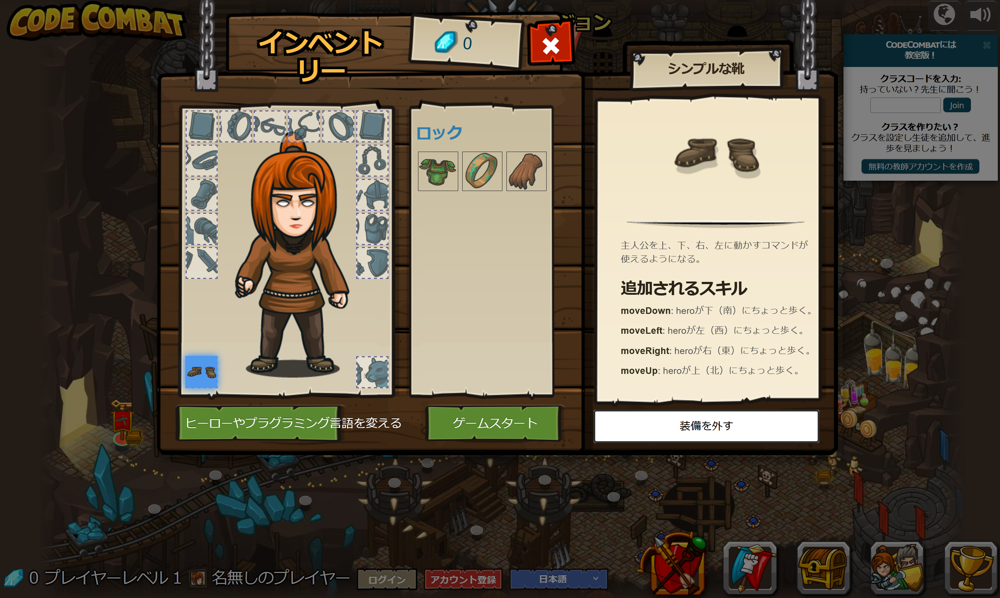 CODE COMBAT
インベント
リー
0
ジョン
シンプルな靴
CODECOMBATには
教室版！
クラスコードを入力:
持っていない？先生に聞こう！
Join
クラスを作りたい？
クラスを設定し生徒を追加して、進
歩を見ましょう！
無料の教師アカウントを作成
ロック
主人公を上、下、右、左に動かすコマンドが
使えるようになる。
追加されるスキル
moveDown: heroが下（南）にちょっと歩く。
moveLeft: heroが左（西）にちょっと歩く。
moveRight: heroが右（東）にちょっと歩く。
moveUp: heroが上（北）にちょっと歩く。
ヒーローやプラグラミング言語を変える
ゲームスタート
装備を外す
0 プレイヤーレベル 1
名無しのプレイヤー
ログイン
アカウント登録
日本語